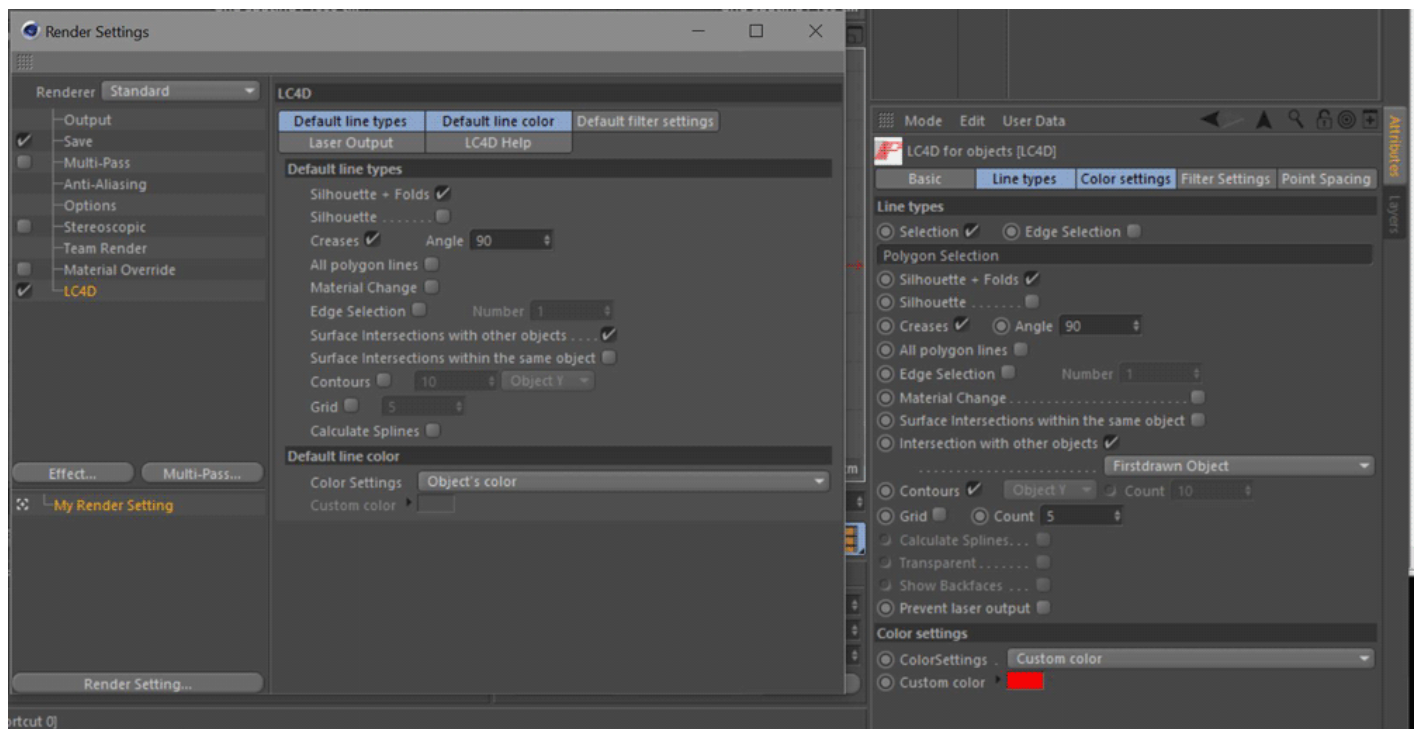 Render Settings
Renderer Standard
Output
Save
Multi-Pass
Anti-Aliasing
Options
Stereoscopic
Team Render
Material Override
LC4D
Effect... Multi-Pass...
My Render Setting
Render Setting...
LC4D
Default line types Default line color Default filter settings
Laser Output LC4D Help
Default line types
Silhouette + Folds
Silhouette . . . . . . .
Creases Angle 90
All polygon lines
Material Change
Edge Selection Number 1
Surface Intersections with other objects . . . .
Surface Intersections within the same object
Contours 10 Object Y
Grid 5
Calculate Splines
Default line color
Color Settings Object's color
Custom color
cm
rtcut 0]
Mode Edit User Data
LC4D for objects [LC4D]
Basic Line types Color settings Filter Settings Point Spacing
Line types
Selection Edge Selection
Polygon Selection
Silhouette + Folds
Silhouette . . . . . . .
Creases Angle 90
All polygon lines
Edge Selection Number 1
Material Change . . . . . . . . . . . . . . . . . . . . . . . .
Surface Intersections within the same object
Intersection with other objects
. . . . . . . . . . . . . . . . . . . . . . . . Firstdrawn Object
Contours Object Y Count 10
Grid Count 5
Calculate Splines. . .
Transparent . . . . . . .
Show Backfaces . . .
Prevent laser output
Color settings
ColorSettings . Custom color
Custom color
Attributes
Layers